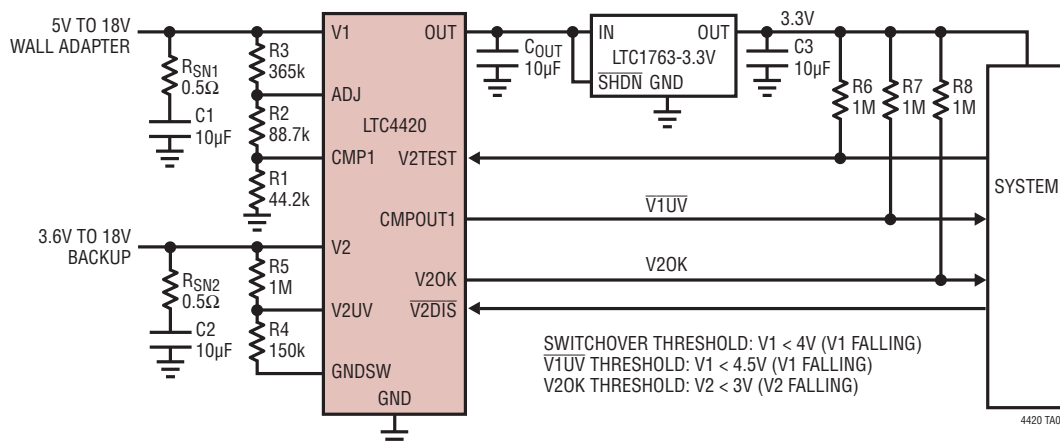 5V TO 18V
WALL ADAPTER
RSN1
0.5Ω
C1
10µF
R3
365k
R2
88.7k
R1
44.2k
3.6V TO 18V
BACKUP
RSN2
0.5Ω
C2
10µF
R5
1M
R4
150k
V1
OUT
ADJ
LTC4420
CMP1
V2TEST
CMPOUT1
V2
V2OK
V2UV
V2DIS
GNDSW
GND
COUT
10µF
IN
OUT
LTC1763-3.3V
SHDN GND
3.3V
C3
10µF
R6
1M
R7
1M
R8
1M
V1UV
V2OK
SYSTEM
SWITCHOVER THRESHOLD: V1 < 4V (V1 FALLING)
V1UV THRESHOLD: V1 < 4.5V (V1 FALLING)
V2OK THRESHOLD: V2 < 3V (V2 FALLING)
4420